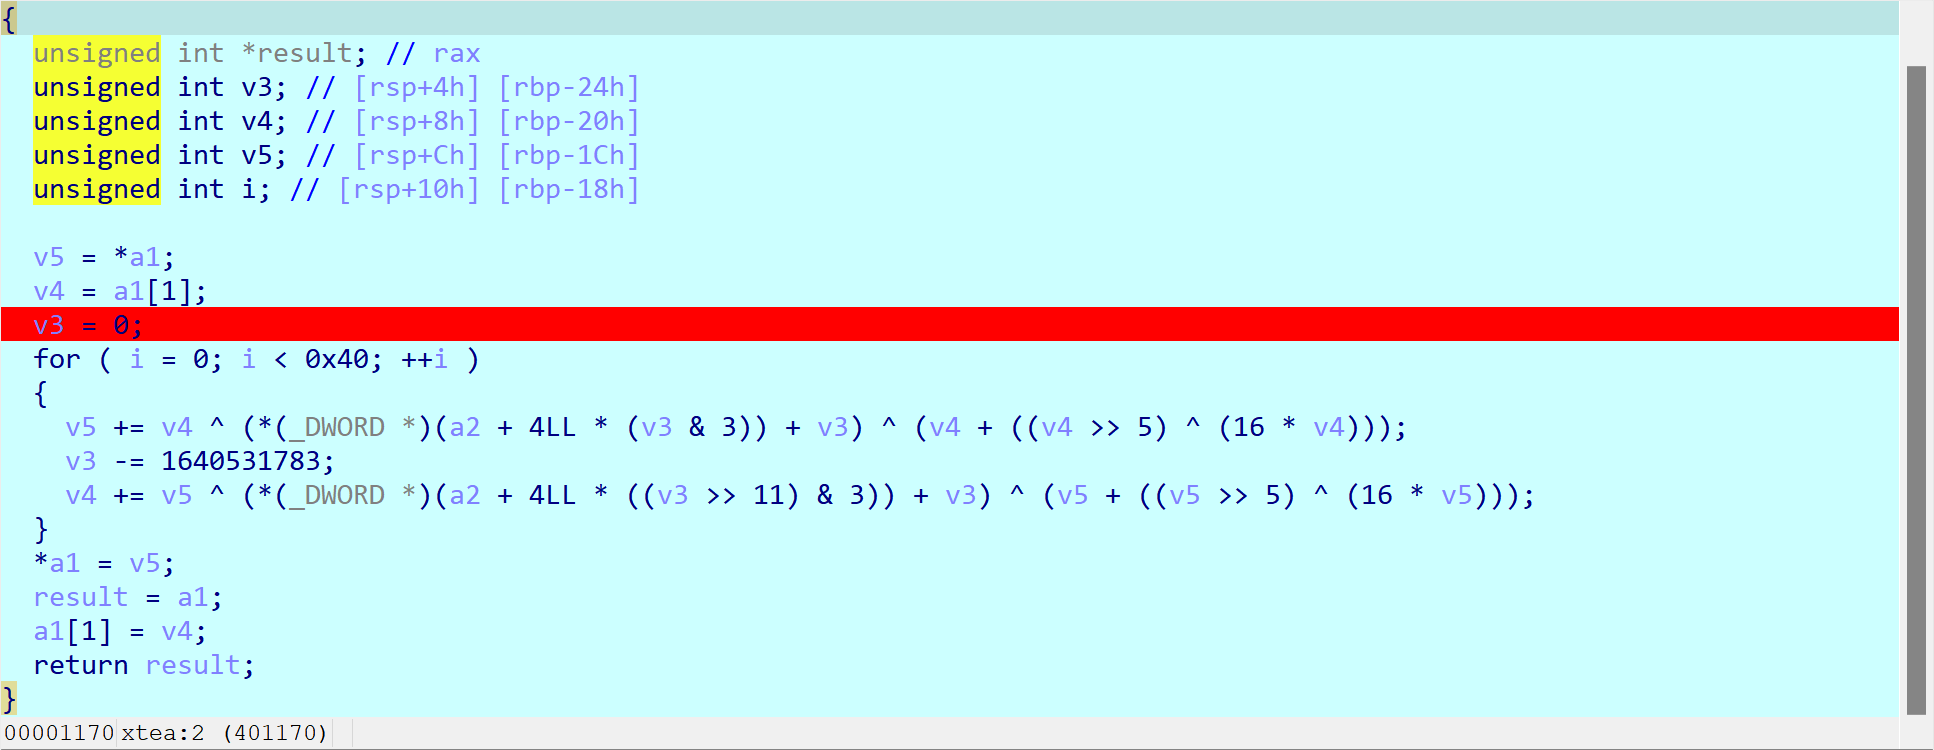 {
unsigned int *result; // rax
unsigned int v3; // [rsp+4h] [rbp-24h]
unsigned int v4; // [rsp+8h] [rbp-20h]
unsigned int v5; // [rsp+Ch] [rbp-1Ch]
unsigned int i; // [rsp+10h] [rbp-18h]
v5 = *a1;
v4 = a1[1];
v3 = 0;
for ( i = 0; i < 0x40; ++i )
{
v5 += v4 ^ (*(_DWORD *)(a2 + 4LL * (v3 & 3)) + v3) ^ (v4 + ((v4 >> 5) ^ (16 * v4)));
v3 -= 1640531783;
v4 += v5 ^ (*(_DWORD *)(a2 + 4LL * ((v3 >> 11) & 3)) + v3) ^ (v5 + ((v5 >> 5) ^ (16 * v5)));
}
*a1 = v5;
result = a1;
a1[1] = v4;
return result;
}
00001170 xtea:2 (401170)